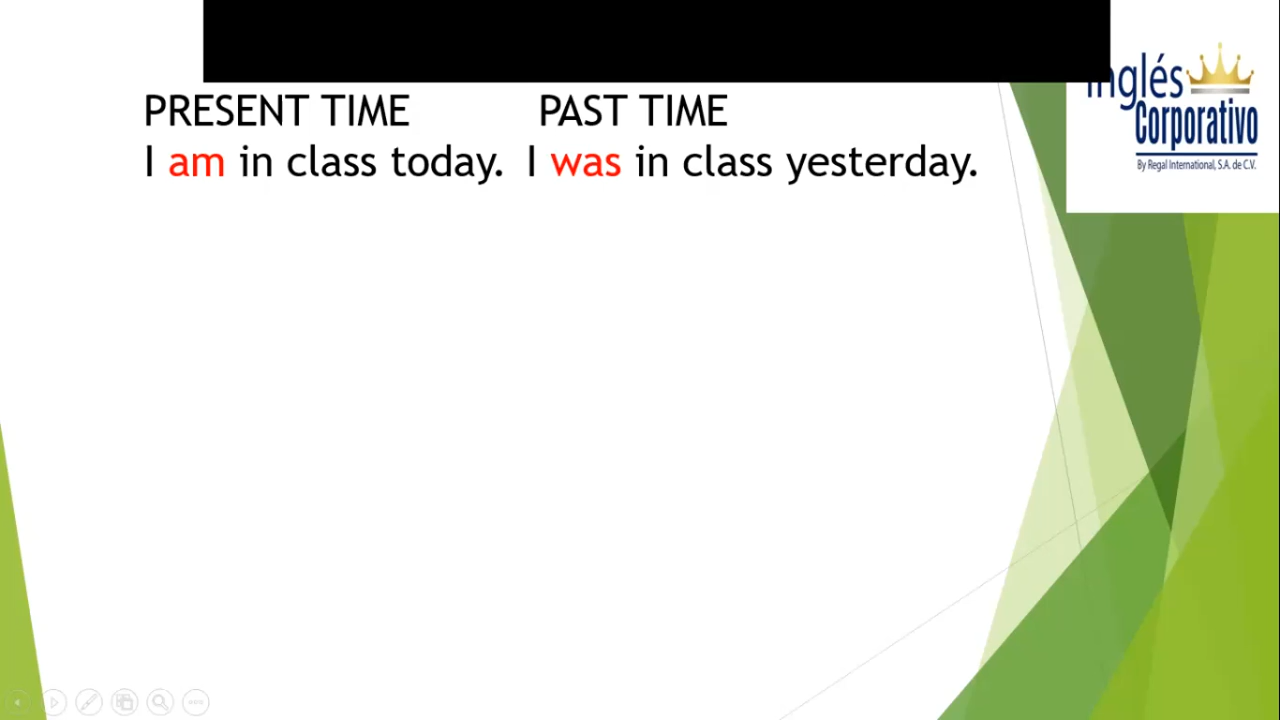 PRESENT TIME PAST TIME
I am in class today. I was in class yesterday.
Inglés
Corporativo
By Regal International, S.A. de C.V.